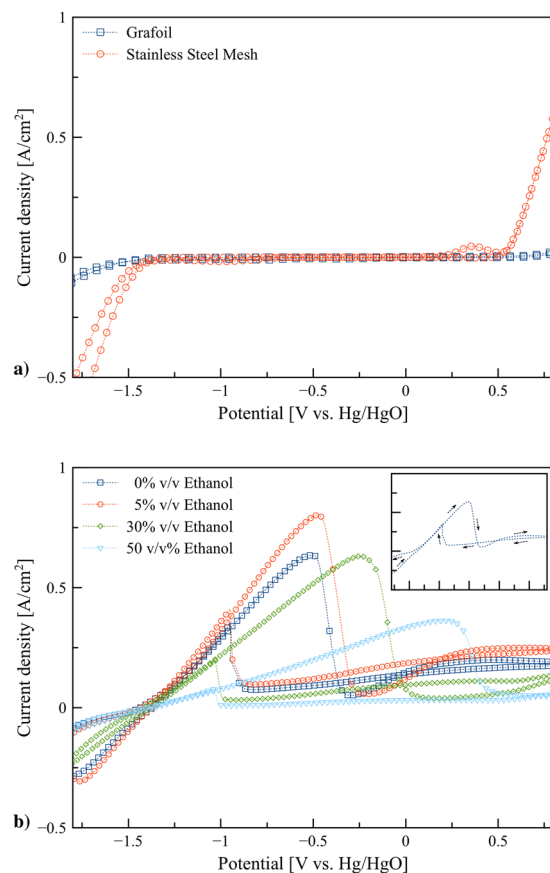 1
Grafoil
Stainless Steel Mesh
0.5
Current density [A/cm²]
0
−0.5
−1.5 −1 −0.5 0 0.5
a)
Potential [V vs. Hg/HgO]
1
0% v/v Ethanol
5% v/v Ethanol
30% v/v Ethanol
50 v/v% Ethanol
0.5
Current density [A/cm²]
0
−0.5
−1.5 −1 −0.5 0 0.5
b)
Potential [V vs. Hg/HgO]